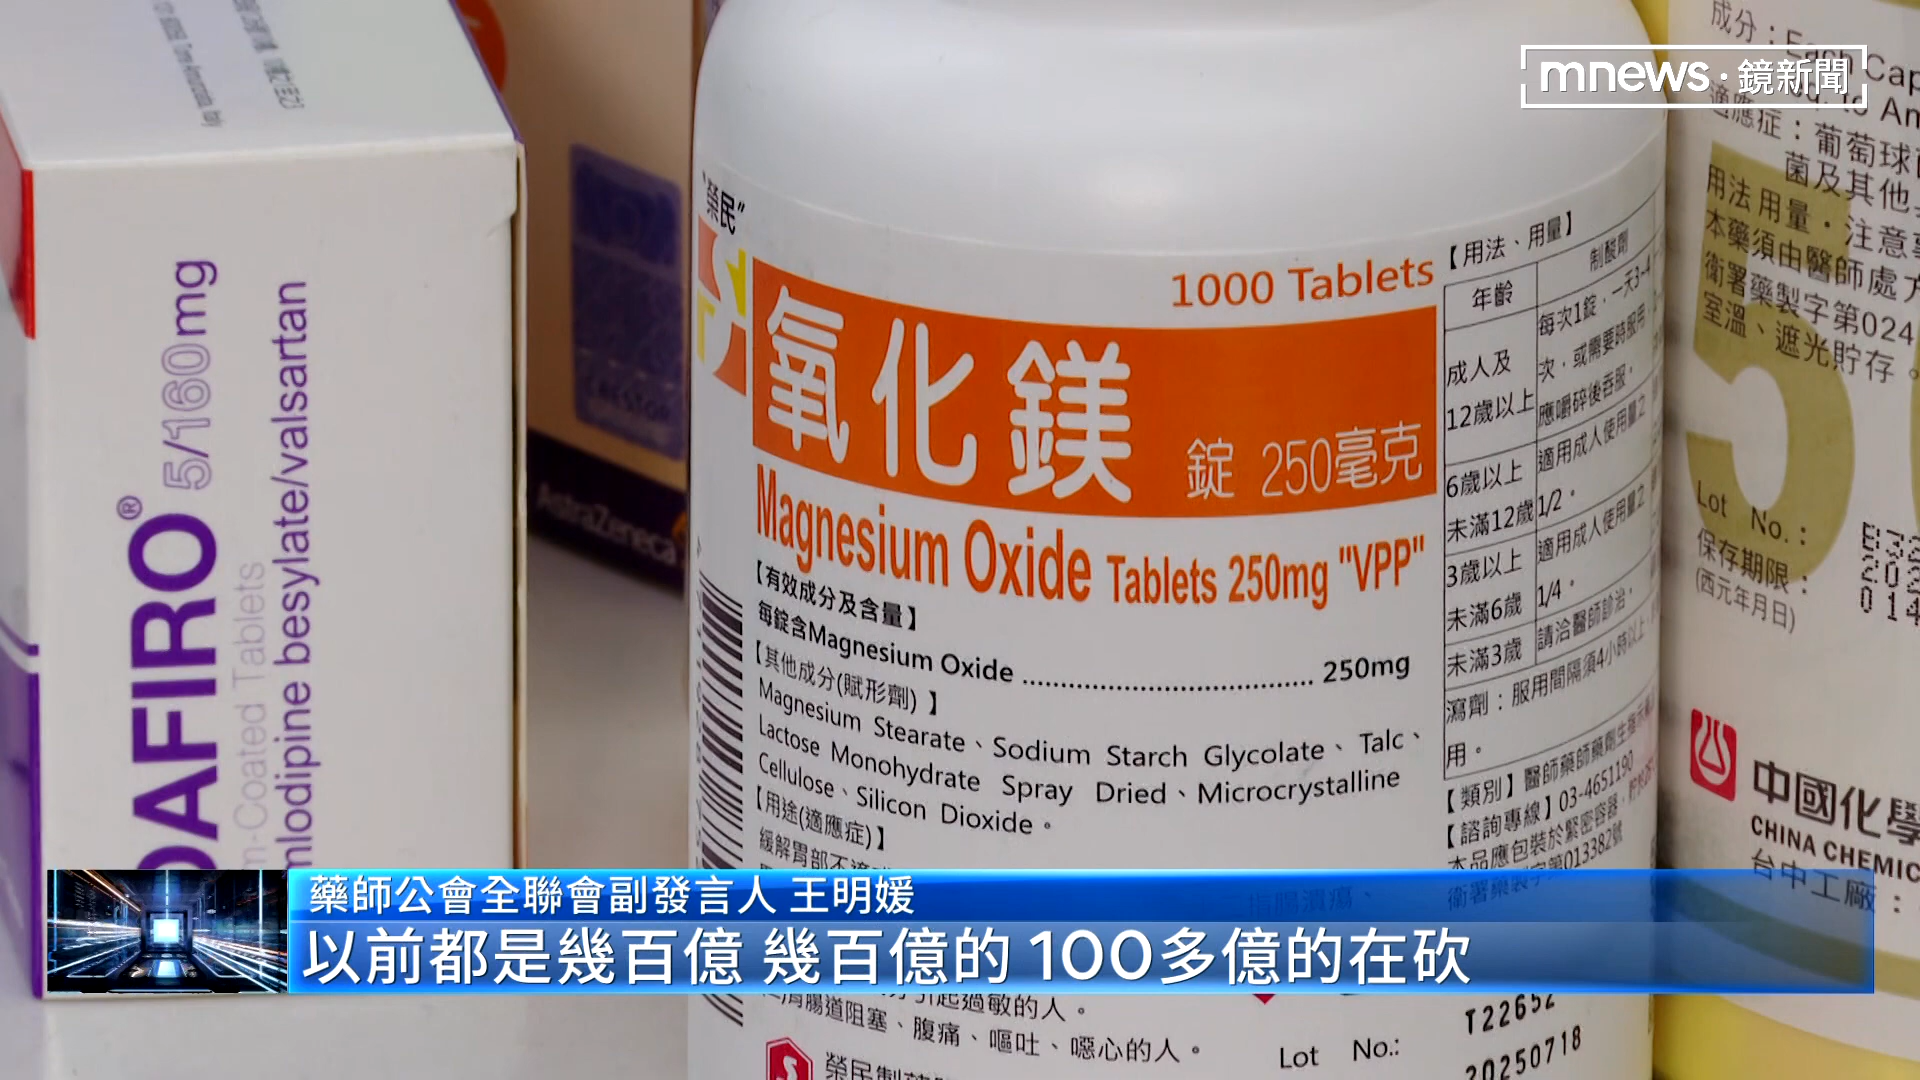 mnews·鏡新聞
DAFIRO® 5/160mg
m-Coated Tablets
mlodipine besylate/valsartan
AstraZeneca
"榮民"
1000 Tablets
氧化鎂 錠 250毫克
Magnesium Oxide Tablets 250mg "VPP"
【有效成分及含量】
每錠含Magnesium Oxide 250mg
【其他成分(賦形劑) 】
Magnesium Stearate、Sodium Starch Glycolate、Talc、
Lactose Monohydrate Spray Dried、Microcrystalline
Cellulose、Silicon Dioxide。
【用途(適應症)】
緩解胃部不適
引起過敏的人。
胃腸道阻塞、腹痛、嘔吐、噁心的人。
Lot No.:
T22652
20250718
【用法、用量】
年齡 制酸劑
成人及
12歲以上
每次1錠,一天3-4
次,或需要時服用。
應嚼碎後吞服。
6歲以上
未滿12歲
適用成人使用量之
1/2。
3歲以上
未滿6歲
適用成人使用量之
1/4。
未滿3歲 請洽醫師診治。
瀉劑:服用間隔須4小時以上,
用。
【類別】醫師藥師藥劑生指示藥品
【諮詢專線】03-4651190
本品應包裝於緊密容器,
衛署藥製字第013382號
成分:Each Cap
適應症:葡萄球
菌及其他
用法用量:注意
本藥須由醫師處方
衛署藥製字第024
室溫、遮光貯存。
5
Lot No.:
保存期限:
(西元年月日)
中國化學
CHINA CHEMIC
台中工廠:
藥師公會全聯會副發言人 王明媛
以前都是幾百億 幾百億的 100多億的在砍